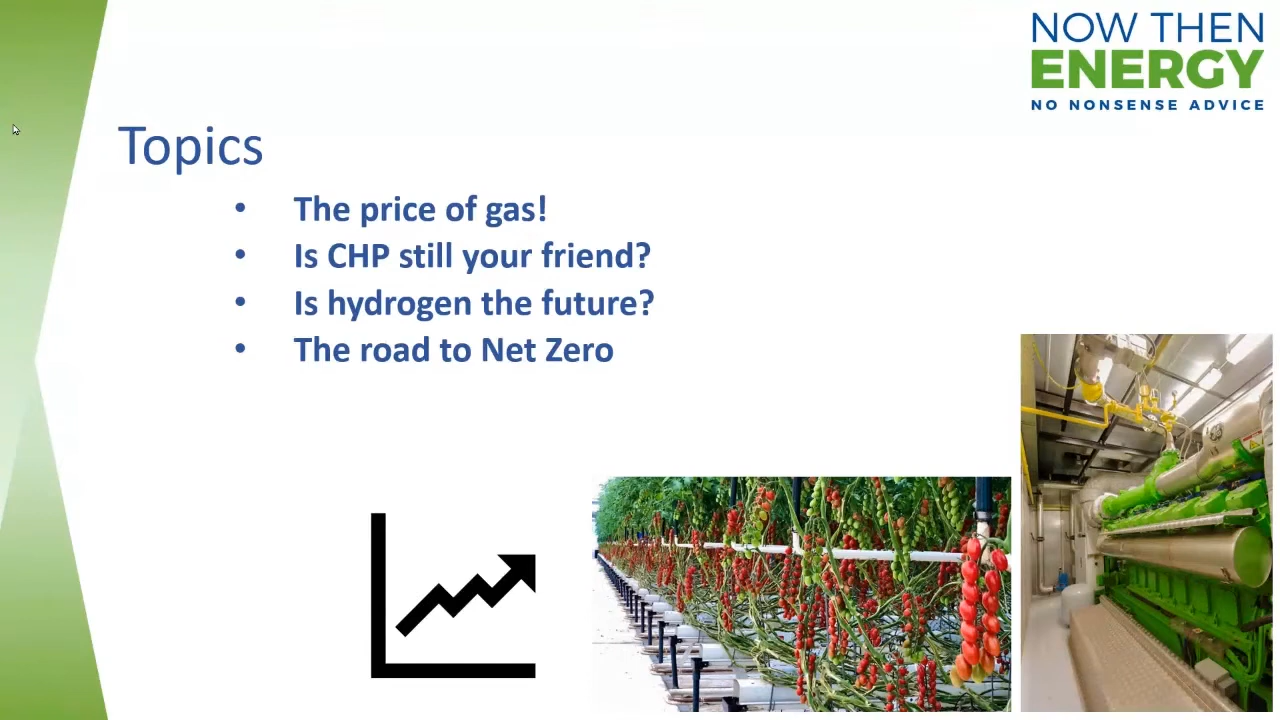 NOW THEN
ENERGY
NO NONSENSE ADVICE
Topics
• The price of gas!
• Is CHP still your friend?
• Is hydrogen the future?
• The road to Net Zero